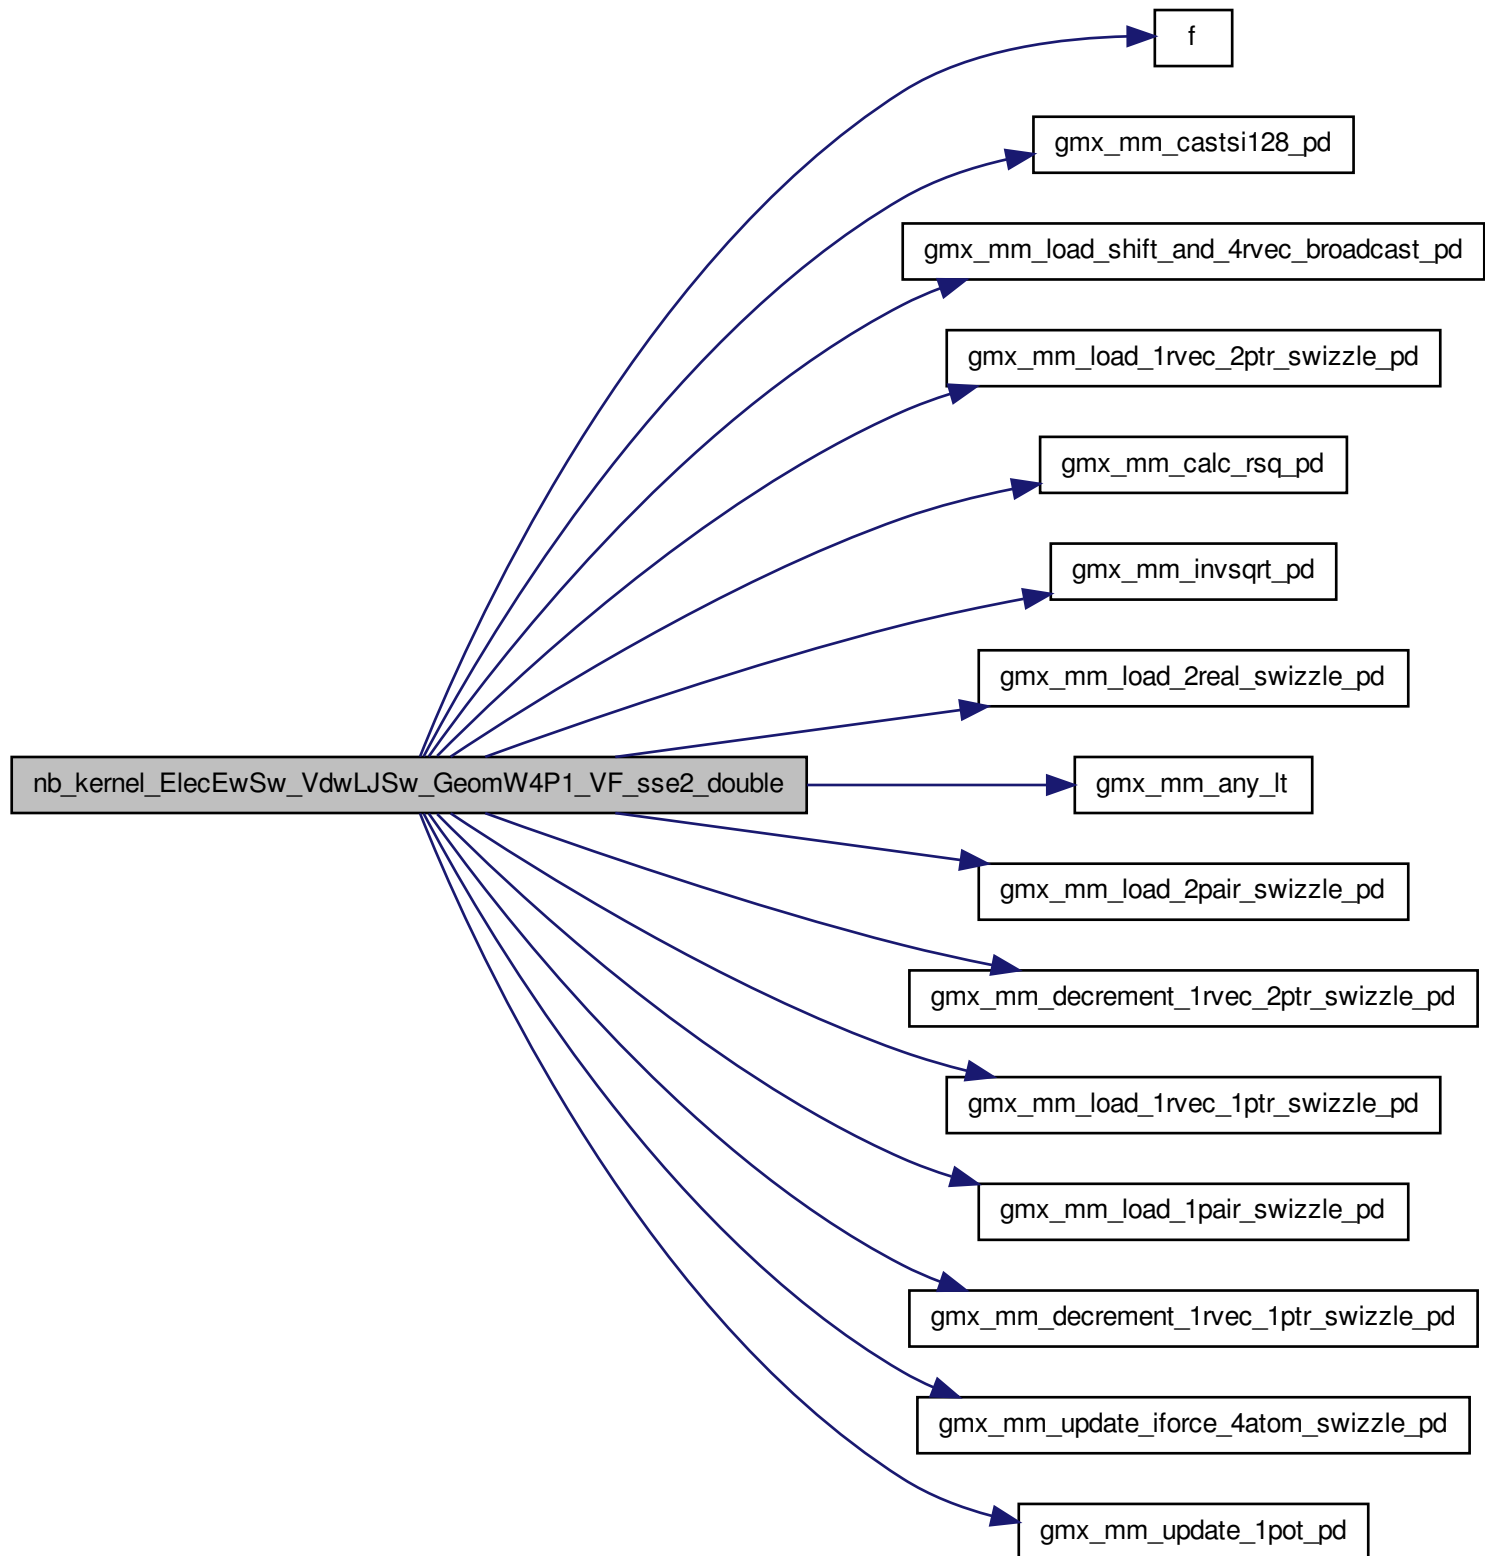 f
gmx_mm_castsi128_pd
gmx_mm_load_shift_and_4rvec_broadcast_pd
gmx_mm_load_1rvec_2ptr_swizzle_pd
gmx_mm_calc_rsq_pd
gmx_mm_invsqrt_pd
gmx_mm_load_2real_swizzle_pd
nb_kernel_ElecEwSw_VdwLJSw_GeomW4P1_VF_sse2_double
gmx_mm_any_lt
gmx_mm_load_2pair_swizzle_pd
gmx_mm_decrement_1rvec_2ptr_swizzle_pd
gmx_mm_load_1rvec_1ptr_swizzle_pd
gmx_mm_load_1pair_swizzle_pd
gmx_mm_decrement_1rvec_1ptr_swizzle_pd
gmx_mm_update_iforce_4atom_swizzle_pd
gmx_mm_update_1pot_pd